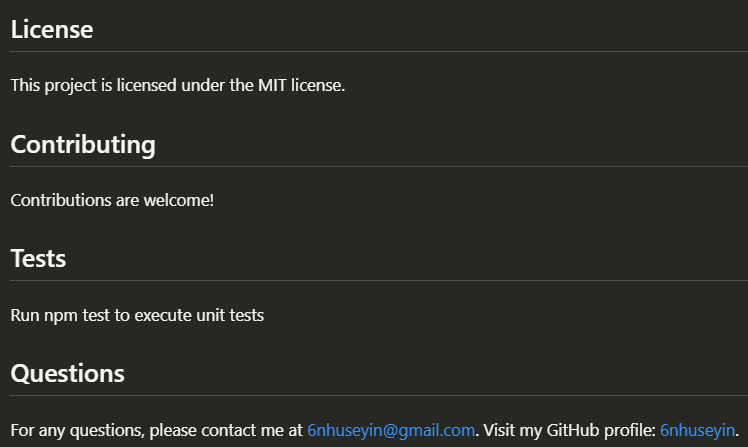 License
This project is licensed under the MIT license.
Contributing
Contributions are welcome!
Tests
Run npm test to execute unit tests
Questions
For any questions, please contact me at 6nhuseyin@gmail.com. Visit my GitHub profile: 6nhuseyin.